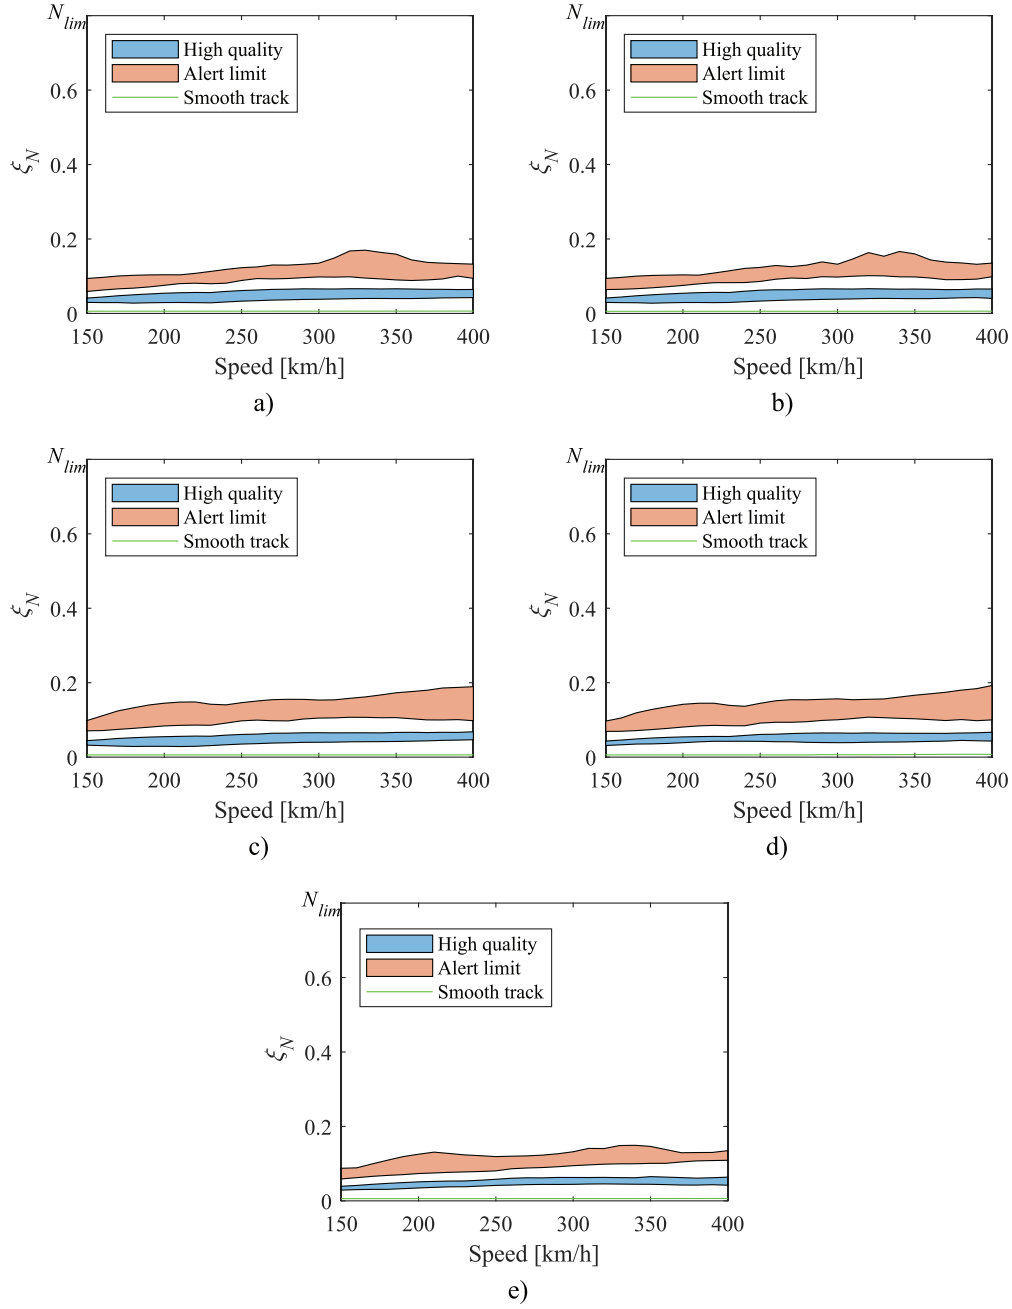 N_lim
High quality
Alert limit
Smooth track
0.6
0.4
0.2
0
ξ_N
150 200 250 300 350 400
Speed [km/h]
a)
N_lim
High quality
Alert limit
Smooth track
0.6
0.4
0.2
0
ξ_N
150 200 250 300 350 400
Speed [km/h]
b)
N_lim
High quality
Alert limit
Smooth track
0.6
0.4
0.2
0
ξ_N
150 200 250 300 350 400
Speed [km/h]
c)
N_lim
High quality
Alert limit
Smooth track
0.6
0.4
0.2
0
ξ_N
150 200 250 300 350 400
Speed [km/h]
d)
N_lim
High quality
Alert limit
Smooth track
0.6
0.4
0.2
0
ξ_N
150 200 250 300 350 400
Speed [km/h]
e)